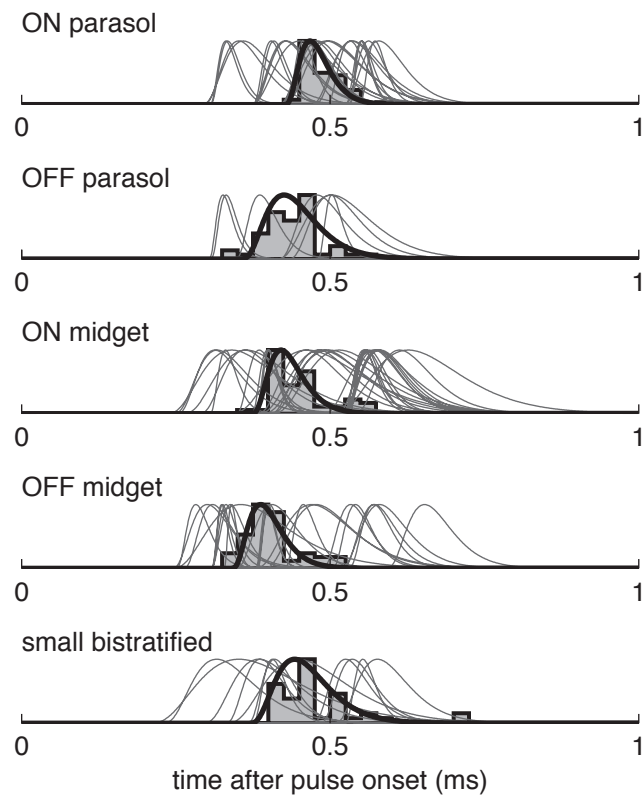 ON parasol
0 0.5 1
OFF parasol
0 0.5 1
ON midget
0 0.5 1
OFF midget
0 0.5 1
small bistratified
0 0.5 1
time after pulse onset (ms)